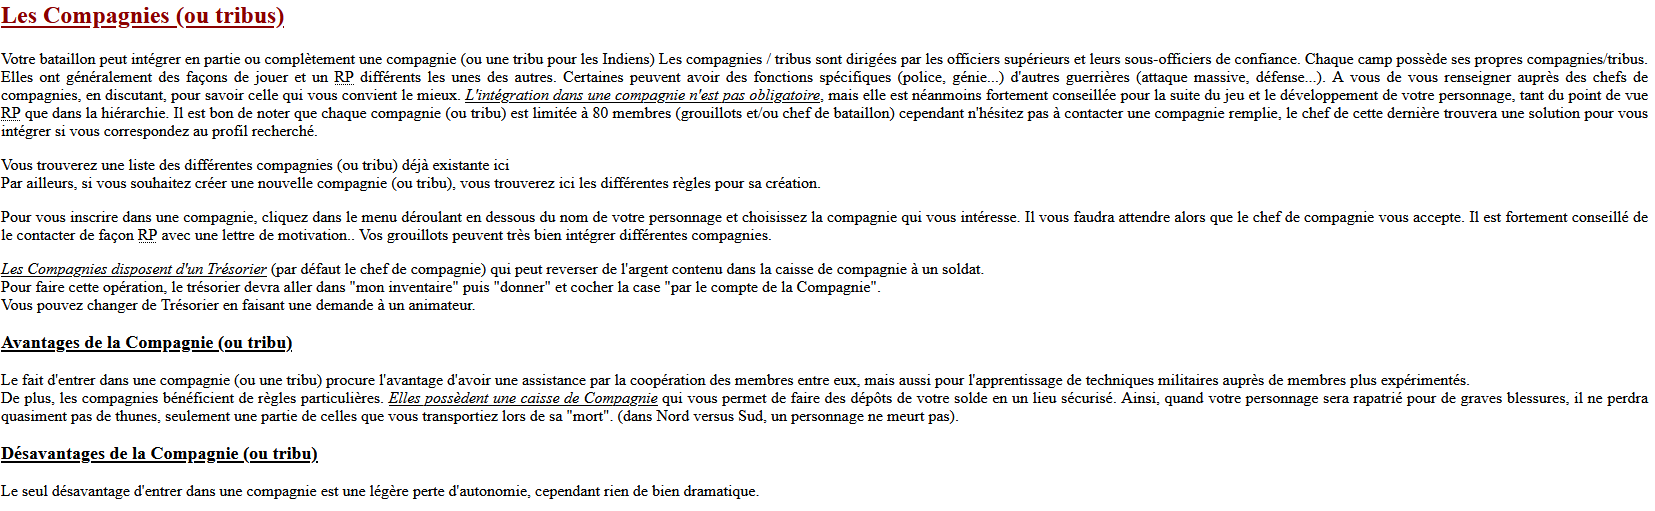 Les Compagnies (ou tribus)
Votre bataillon peut intégrer en partie ou complètement une compagnie (ou une tribu pour les Indiens) Les compagnies / tribus sont dirigées par les officiers supérieurs et leurs sous-officiers de confiance. Chaque camp possède ses propres compagnies/tribus.
Elles ont généralement des façons de jouer et un RP différents les unes des autres. Certaines peuvent avoir des fonctions spécifiques (police, génie...) d'autres guerrières (attaque massive, défense...). A vous de vous renseigner auprès des chefs de
compagnies, en discutant, pour savoir celle qui vous convient le mieux. L'intégration dans une compagnie n'est pas obligatoire, mais elle est néanmoins fortement conseillée pour la suite du jeu et le développement de votre personnage, tant du point de vue
RP que dans la hiérarchie. Il est bon de noter que chaque compagnie (ou tribu) est limitée à 80 membres (grouillots et/ou chef de bataillon) cependant n'hésitez pas à contacter une compagnie remplie, le chef de cette dernière trouvera une solution pour vous
intégrer si vous correspondez au profil recherché.
Vous trouverez une liste des différentes compagnies (ou tribu) déjà existante ici
Par ailleurs, si vous souhaitez créer une nouvelle compagnie (ou tribu), vous trouverez ici les différentes règles pour sa création.
Pour vous inscrire dans une compagnie, cliquez dans le menu déroulant en dessous du nom de votre personnage et choisissez la compagnie qui vous intéresse. Il vous faudra attendre alors que le chef de compagnie vous accepte. Il est fortement conseillé de
le contacter de façon RP avec une lettre de motivation.. Vos grouillots peuvent très bien intégrer différentes compagnies.
Les Compagnies disposent d'un Trésorier (par défaut le chef de compagnie) qui peut reverser de l'argent contenu dans la caisse de compagnie à un soldat.
Pour faire cette opération, le trésorier devra aller dans "mon inventaire" puis "donner" et cocher la case "par le compte de la Compagnie".
Vous pouvez changer de Trésorier en faisant une demande à un animateur.
Avantages de la Compagnie (ou tribu)
Le fait d'entrer dans une compagnie (ou une tribu) procure l'avantage d'avoir une assistance par la coopération des membres entre eux, mais aussi pour l'apprentissage de techniques militaires auprès de membres plus expérimentés.
De plus, les compagnies bénéficient de règles particulières. Elles possèdent une caisse de Compagnie qui vous permet de faire des dépôts de votre solde en un lieu sécurisé. Ainsi, quand votre personnage sera rapatrié pour de graves blessures, il ne perdra
quasiment pas de thunes, seulement une partie de celles que vous transportiez lors de sa "mort". (dans Nord versus Sud, un personnage ne meurt pas).
Désavantages de la Compagnie (ou tribu)
Le seul désavantage d'entrer dans une compagnie est une légère perte d'autonomie, cependant rien de bien dramatique.